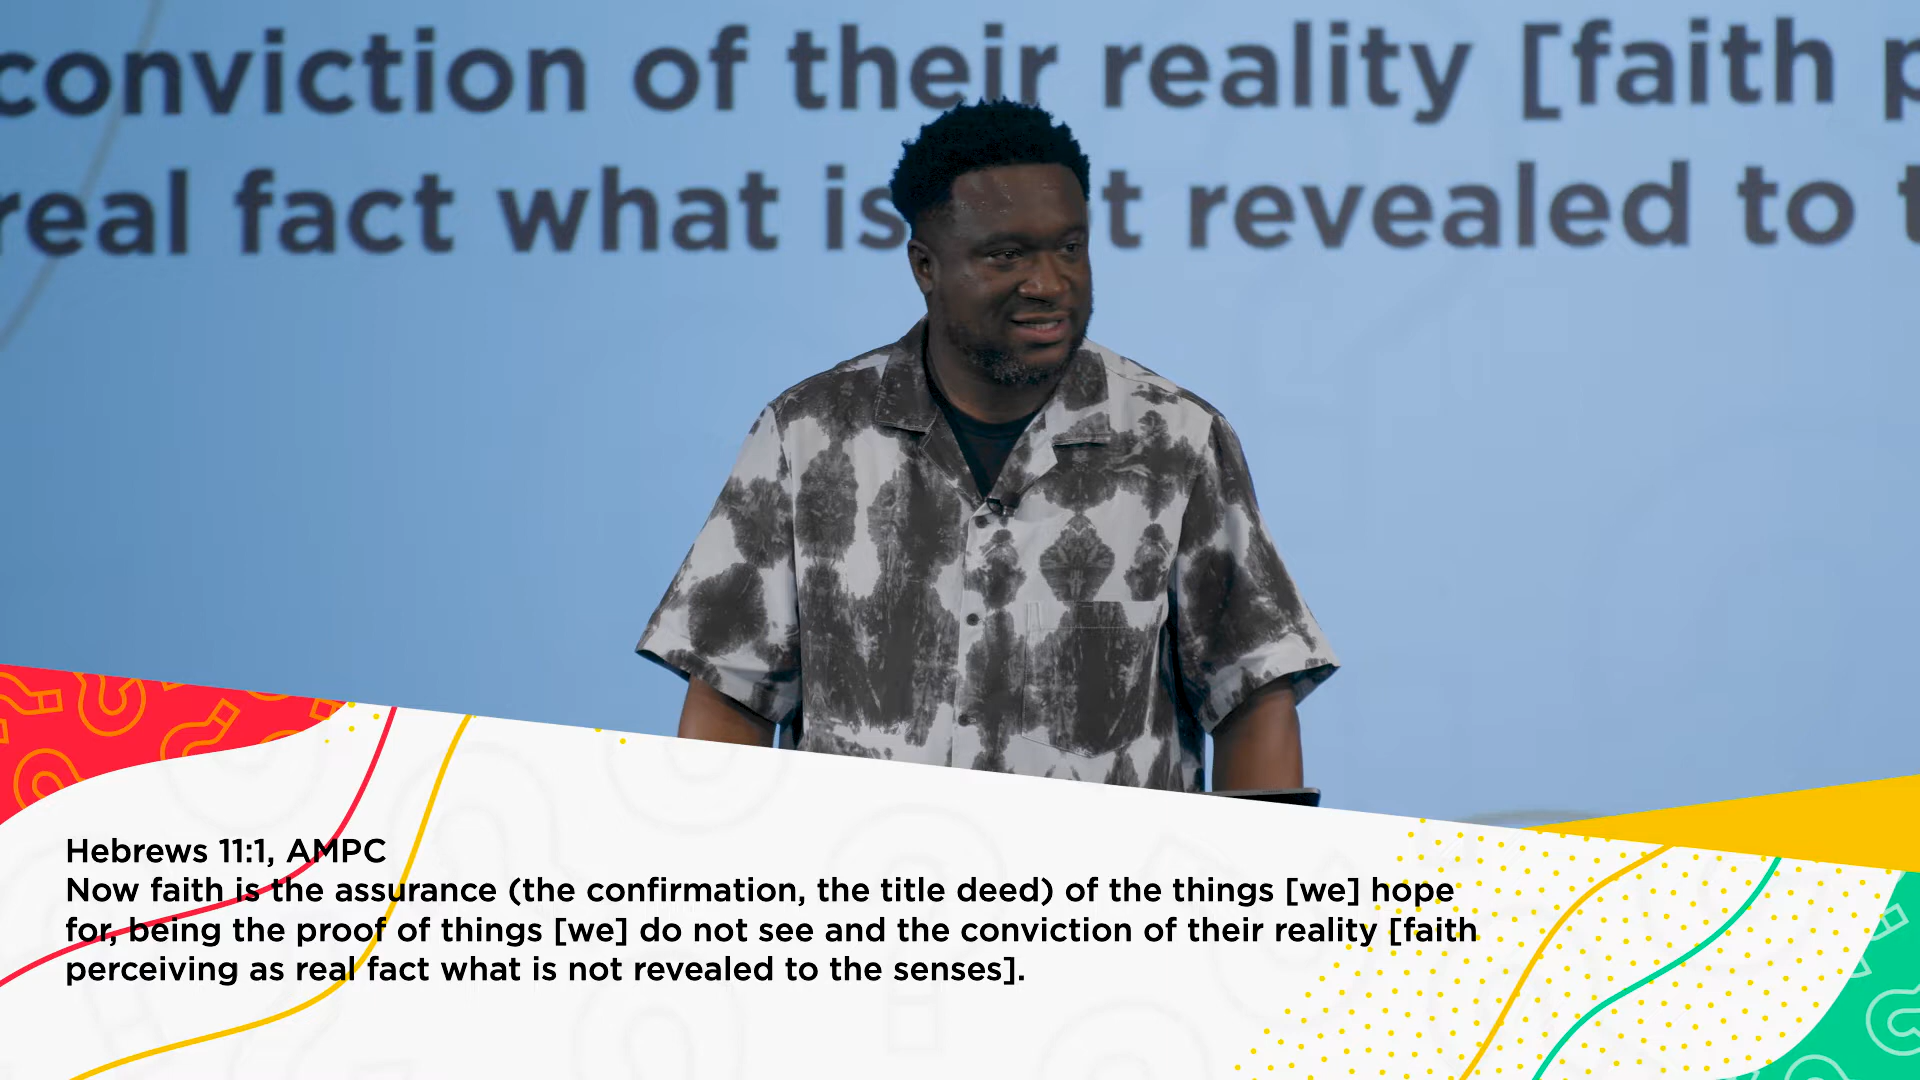 conviction of their reality [faith
real fact what is revealed to
Hebrews 11:1, AMPC
Now faith is the assurance (the confirmation, the title deed) of the things [we] hope
for, being the proof of things [we] do not see and the conviction of their reality [faith
perceiving as real fact what is not revealed to the senses].